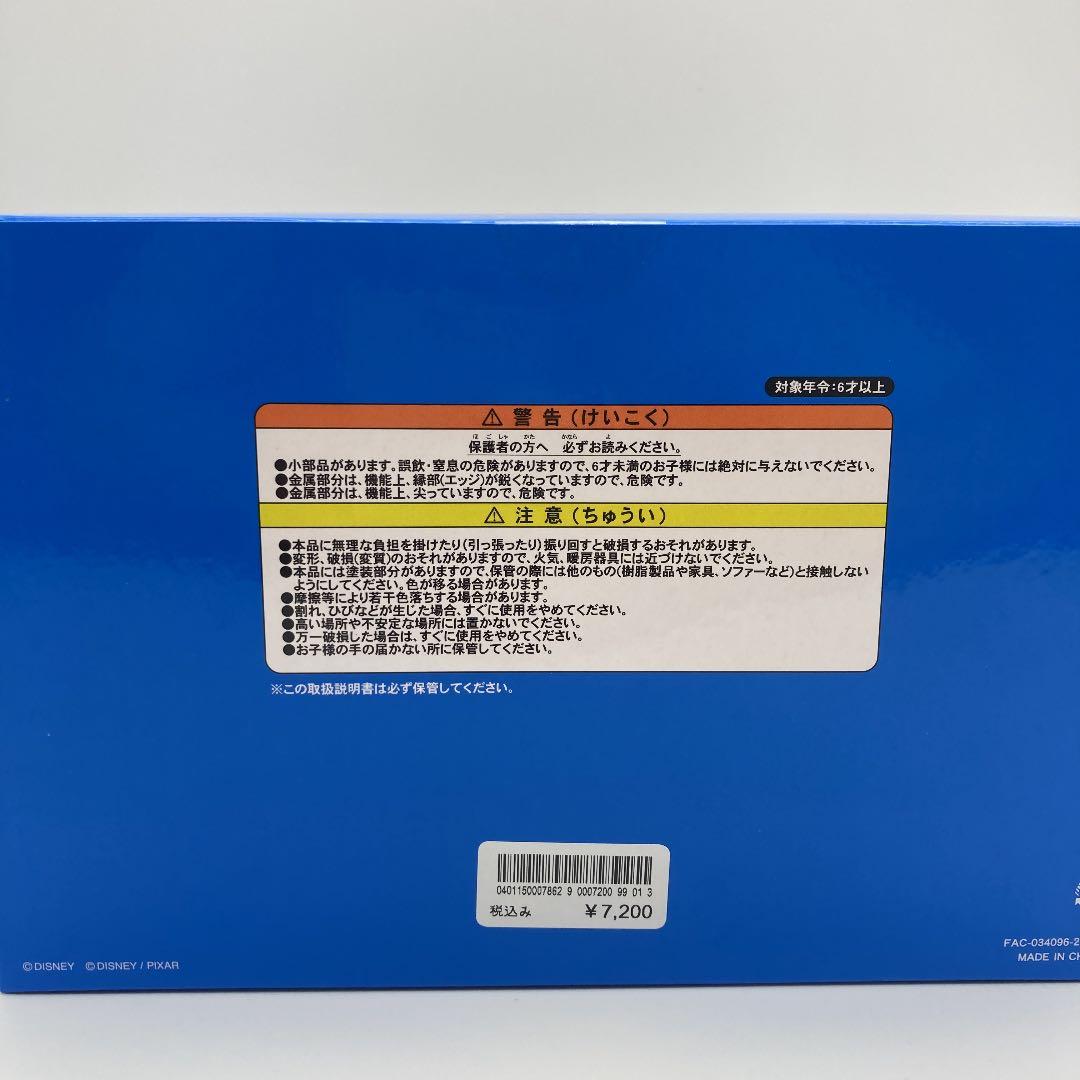 対象年令:6才以上
⚠ 警告(けいこく)
保護者の方へ 必ずお読みください。
●小部品があります。誤飲・窒息の危険がありますので、6才未満のお子様には絶対に与えないでください。
●金属部分は、機能上、縁部(エッジ)が鋭くなっていますので、危険です。
●金属部分は、機能上、尖っていますので、危険です。
⚠ 注意(ちゅうい)
●本品に無理な負担を掛けたり(引っ張ったり)振り回すと破損するおそれがあります。
●変形、破損(変質)のおそれがありますので、火気、暖房器具には近づけないでください。
●本品には塗装部分がありますので、保管の際には他のもの(樹脂製品や家具、ソファーなど)と接触しない
ようにしてください。色が移る場合があります。
●摩擦等により若干色落ちする場合があります。
●割れ、ひびなどが生じた場合、すぐに使用をやめてください。
●高い場所や不安定な場所には置かないでください。
●万一破損した場合は、すぐに使用をやめてください。
●お子様の手の届かない所に保管してください。
※この取扱説明書は必ず保管してください。
0401150007862 9 0007200 99 01 3
税込み ¥7,200
FAC-034096-2
MADE IN CH
©DISNEY ©DISNEY / PIXAR